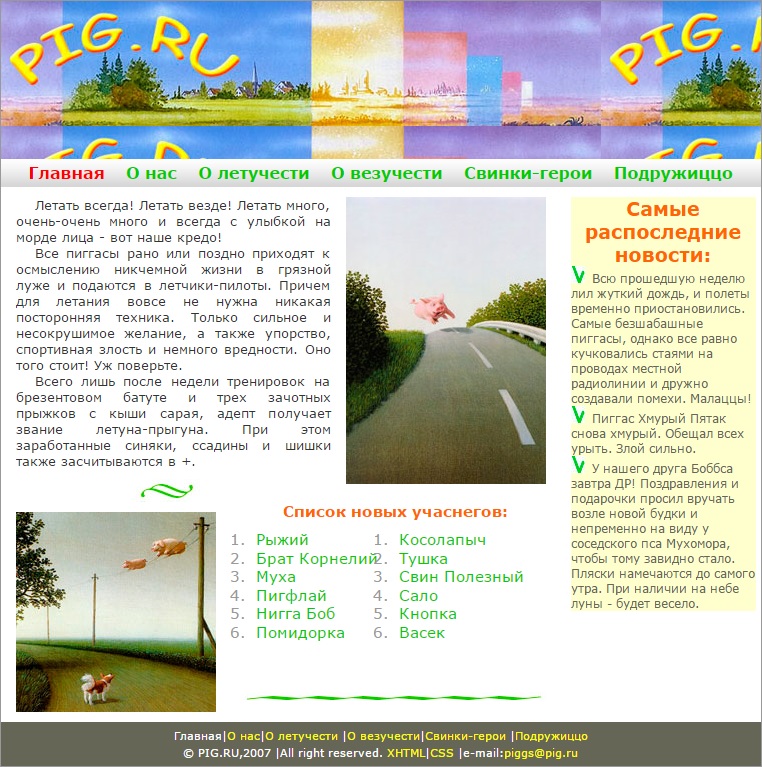 PIG.RU
PIG.R
Главная О нас О летучести О везучести Свинки-герои Подружиццо
Летать всегда! Летать везде! Летать много,
очень-очень много и всегда с улыбкой на
морде лица - вот наше кредо!
Все пиггасы рано или поздно приходят к
осмыслению никчемной жизни в грязной
луже и подаются в летчики-пилоты. Причем
для летания вовсе не нужна никакая
посторонняя техника. Только сильное и
несокрушимое желание, а также упорство,
спортивная злость и немного вредности. Оно
того стоит! Уж поверьте.
Всего лишь после недели тренировок на
брезентовом батуте и трех зачотных
прыжков с кыши сарая, адепт получает
звание летуна-прыгуна. При этом
заработанные синяки, ссадины и шишки
также засчитываются в +.
Список новых учаснегов:
1. Рыжий
2. Брат Корнелий
3. Муха
4. Пигфлай
5. Нигга Боб
6. Помидорка
1. Косолапыч
2. Тушка
3. Свин Полезный
4. Сало
5. Кнопка
6. Васек
Самые
распоследние
новости:
Всю прошедшую неделю
лил жуткий дождь, и полеты
временно приостановились.
Самые безшабашные
пиггасы, однако все равно
кучковались стаями на
проводах местной
радиолинии и дружно
создавали помехи. Малаццы!
Пиггас Хмурый Пятак
снова хмурый. Обещал всех
урыть. Злой сильно.
У нашего друга Боббса
завтра ДР! Поздравления и
подарочки просил вручать
возле новой будки и
непременно на виду у
соседского пса Мухомора,
чтобы тому завидно стало.
Пляски намечаются до самого
утра. При наличии на небе
луны - будет весело.
Главная|О нас|О летучести |О везучести|Свинки-герои |Подружиццо
© PIG.RU,2007 |All right reserved. XHTML|CSS |e-mail:piggs@pig.ru